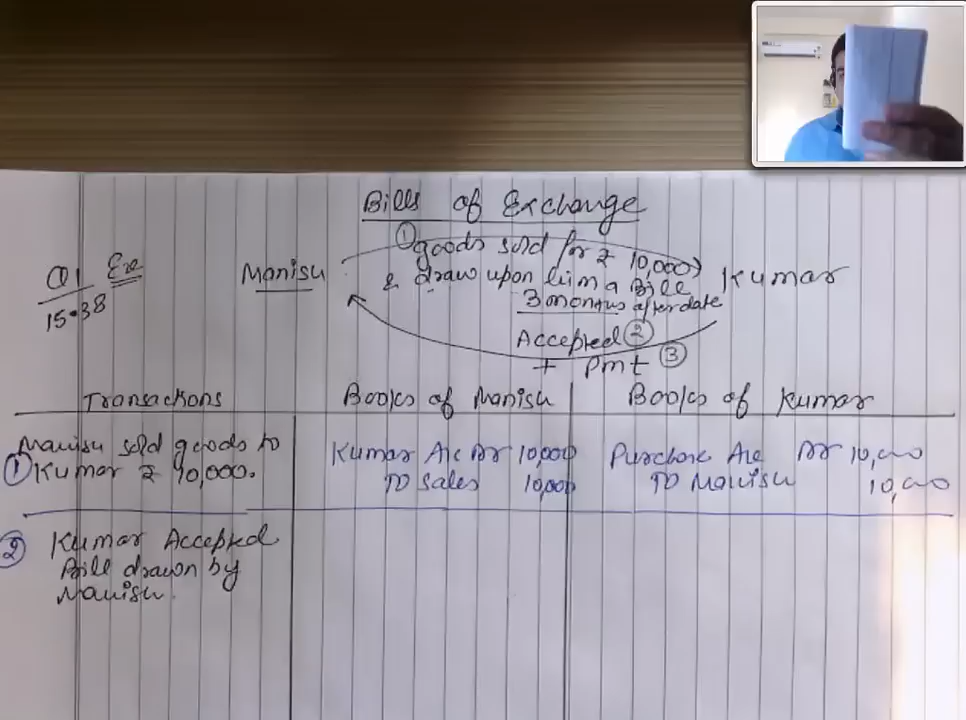 Bills of Exchange
Q1 Exe
15.38
Manish
① goods sold for ₹ 10,000
& draw upon him a Bill
3 months after date
Kumar
Accepted ②
+ Pmt ③
Transactions
Books of Manish
Books of Kumar
① Manish sold goods to
Kumar ₹ 10,000.
Kumar A/c Dr 10,000
To Sales 10,000
Purchase A/c Dr 10,000
To Manish 10,000
② Kumar Accepted
Bill drawn by
Manish.